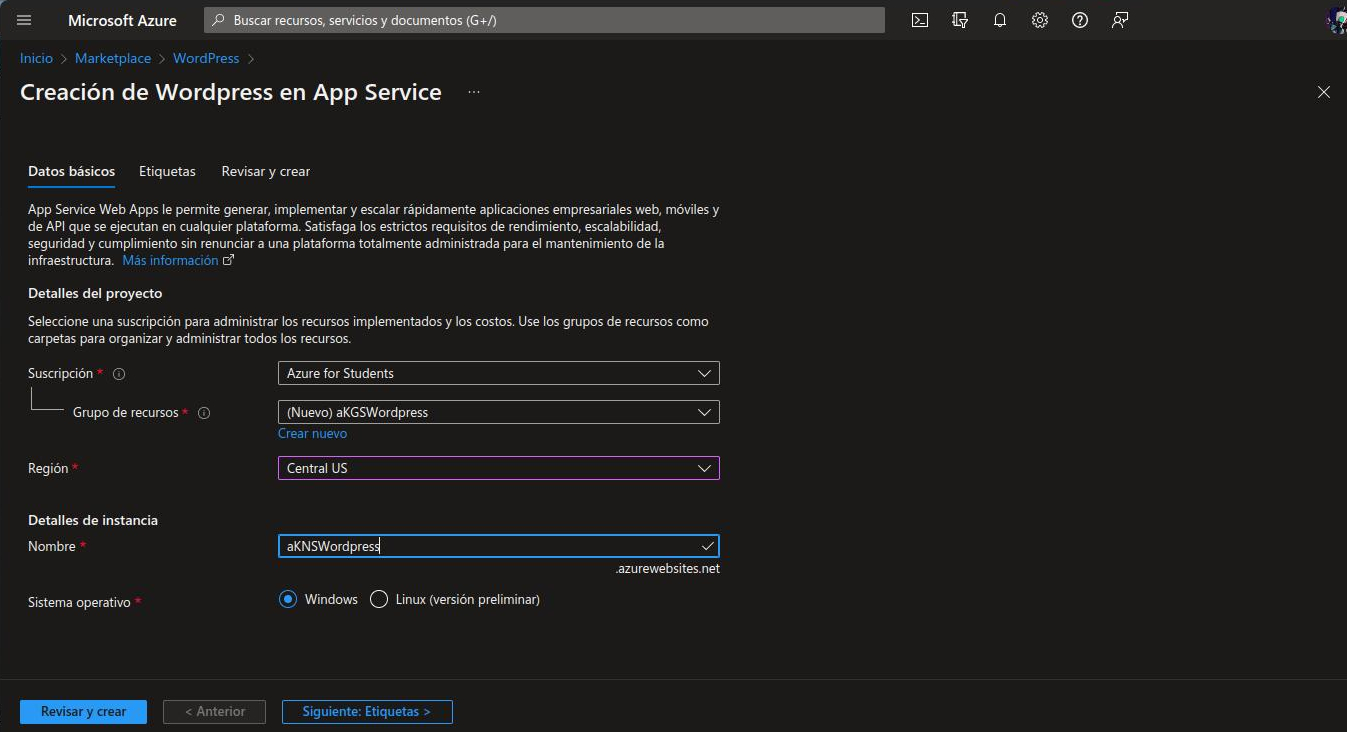 Microsoft Azure
Buscar recursos, servicios y documentos (G+/)
Inicio > Marketplace > WordPress >
Creación de Wordpress en App Service ...
Datos básicos Etiquetas Revisar y crear
App Service Web Apps le permite generar, implementar y escalar rápidamente aplicaciones empresariales web, móviles y
de API que se ejecutan en cualquier plataforma. Satisfaga los estrictos requisitos de rendimiento, escalabilidad,
seguridad y cumplimiento sin renunciar a una plataforma totalmente administrada para el mantenimiento de la
infraestructura. Más información
Detalles del proyecto
Seleccione una suscripción para administrar los recursos implementados y los costos. Use los grupos de recursos como
carpetas para organizar y administrar todos los recursos.
Suscripción * Azure for Students
Grupo de recursos * (Nuevo) aKGSWordpress
Crear nuevo
Región * Central US
Detalles de instancia
Nombre * aKNSWordpress
.azurewebsites.net
Sistema operativo * Windows Linux (versión preliminar)
Revisar y crear < Anterior Siguiente: Etiquetas >